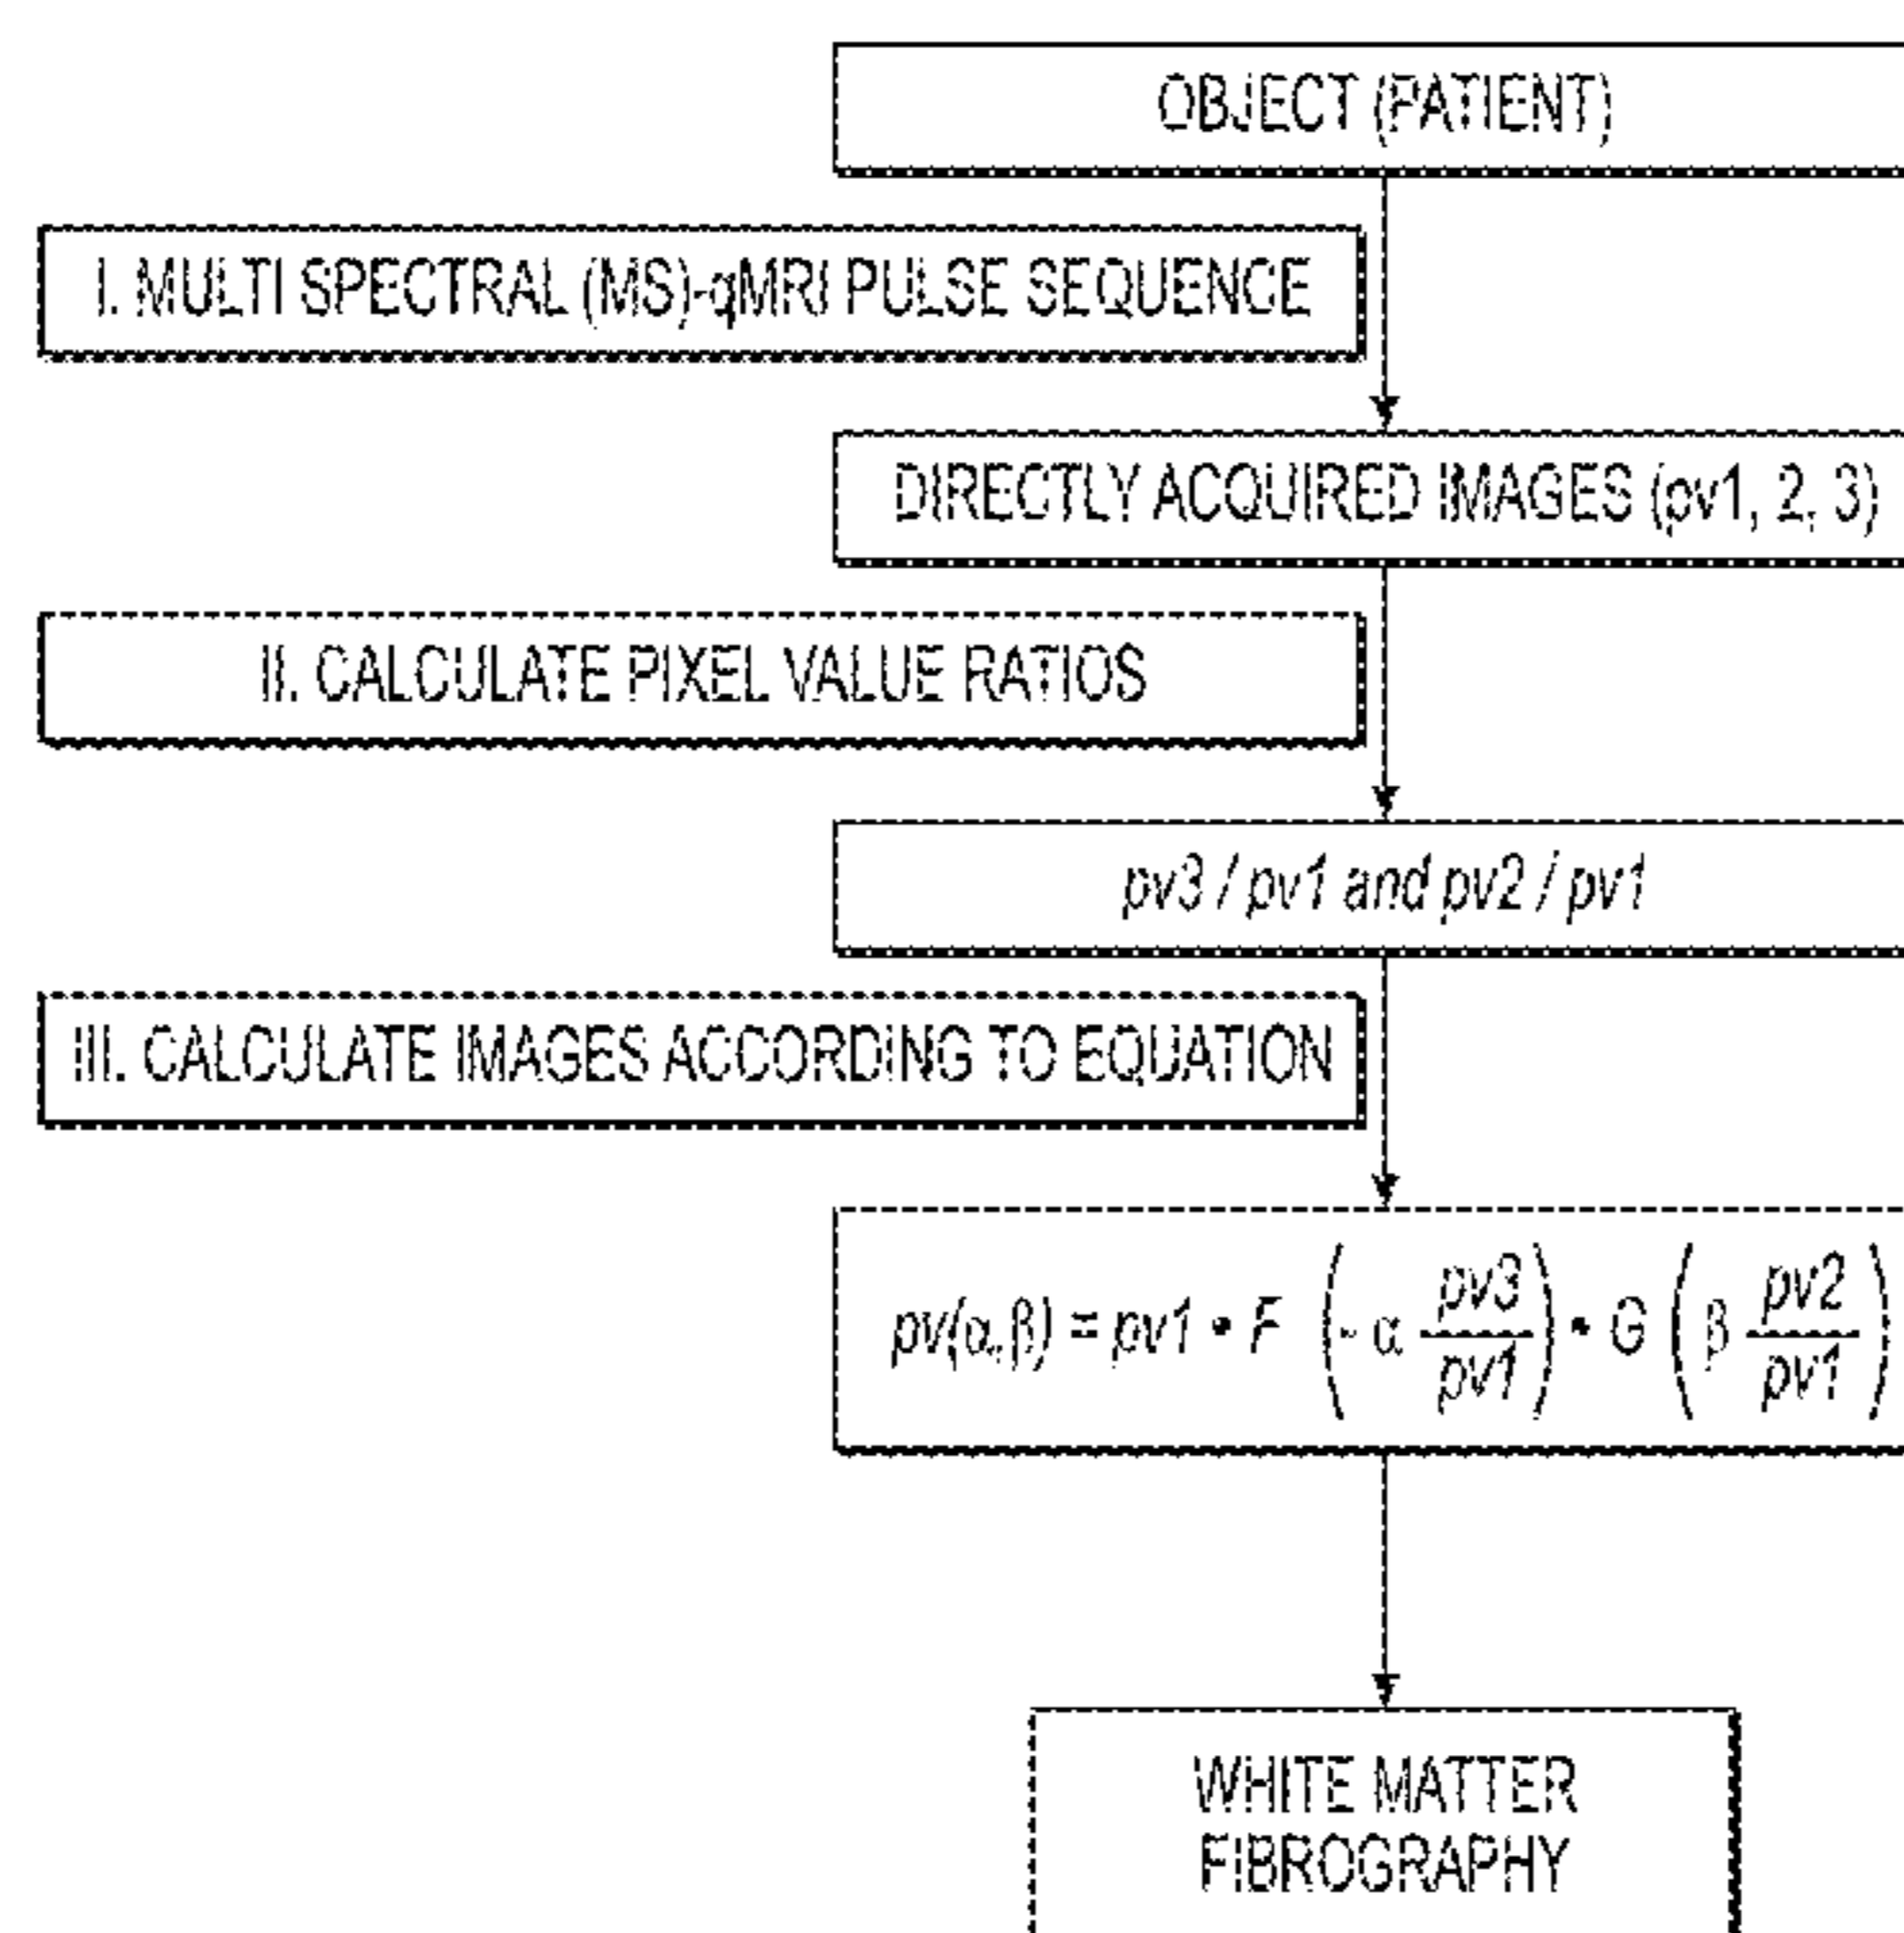 OBJECT (PATIENT)
I. MULTI SPECTRAL (MS)-qMRI PULSE SEQUENCE
DIRECTLY ACQUIRED IMAGES (pv1, 2, 3)
II. CALCULATE PIXEL VALUE RATIOS
pv3 / pv1 and pv2 / pv1
III. CALCULATE IMAGES ACCORDING TO EQUATION
pv(α,β) = pv1 • F (- α pv3/pv1) • G (β pv2/pv1)
WHITE MATTER
FIBROGRAPHY